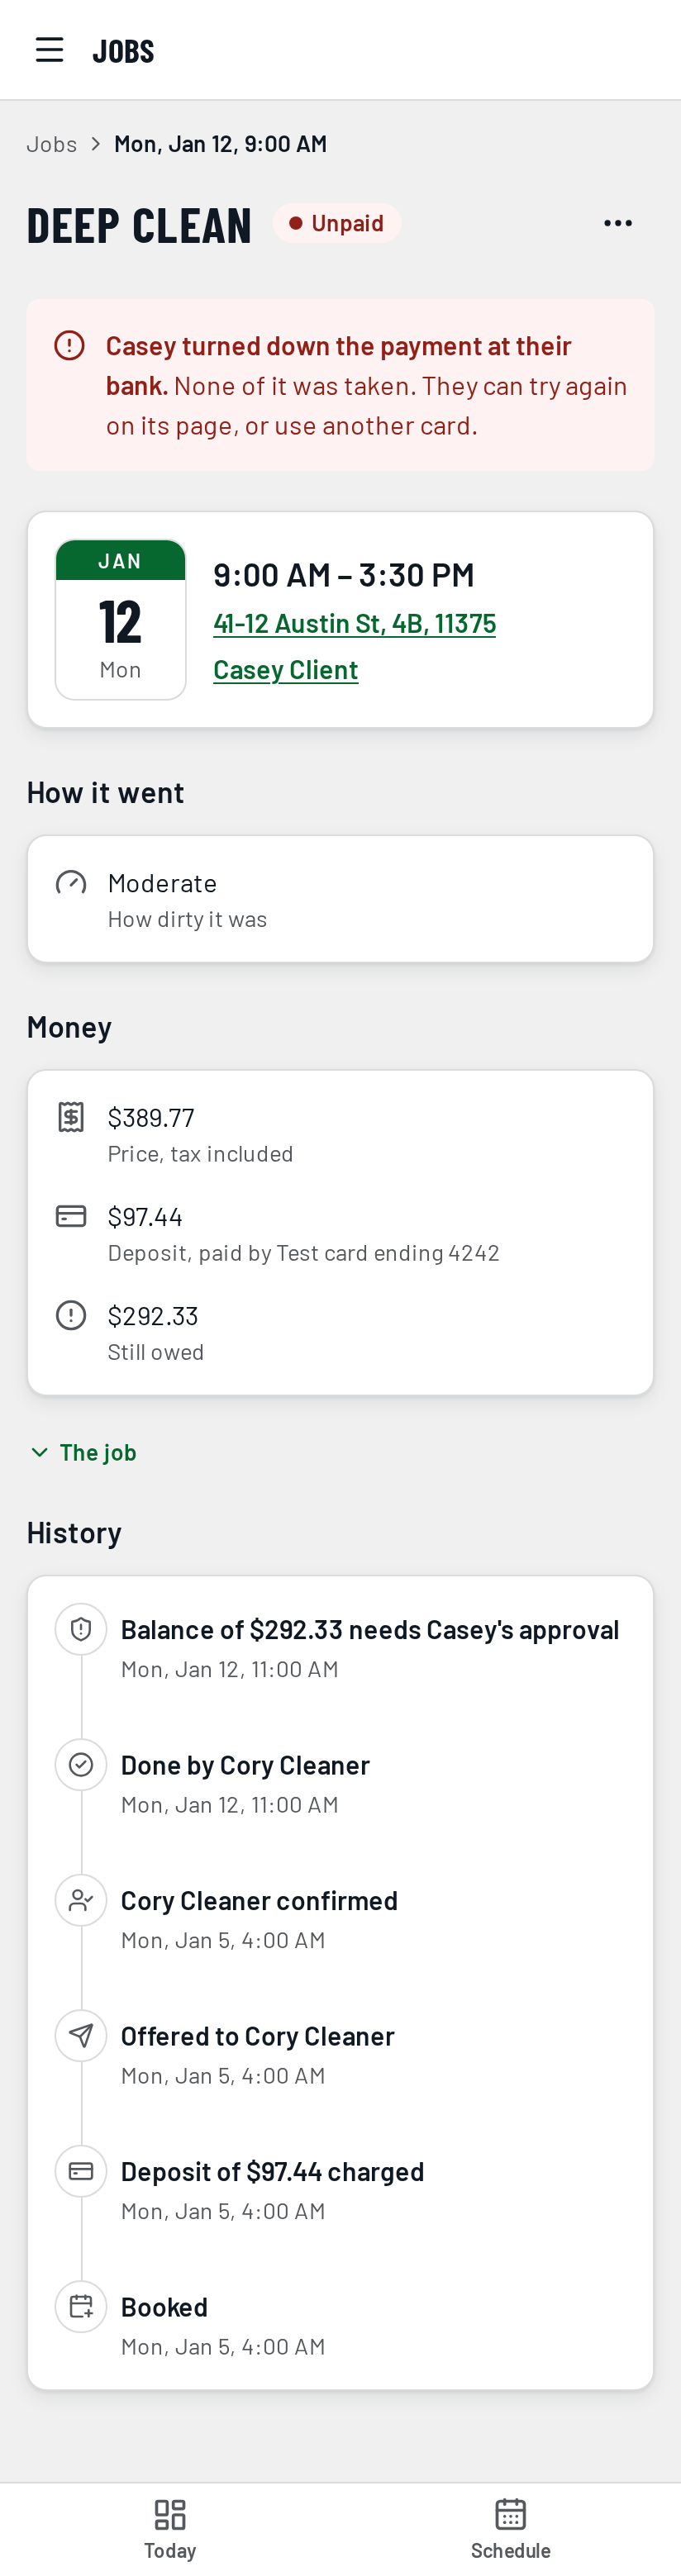 JOBS
Jobs > Mon, Jan 12, 9:00 AM
DEEP CLEAN
Unpaid
Casey turned down the payment at their
bank. None of it was taken. They can try again
on its page, or use another card.
JAN
12
Mon
9:00 AM – 3:30 PM
41-12 Austin St, 4B, 11375
Casey Client
How it went
Moderate
How dirty it was
Money
$389.77
Price, tax included
$97.44
Deposit, paid by Test card ending 4242
$292.33
Still owed
The job
History
Balance of $292.33 needs Casey's approval
Mon, Jan 12, 11:00 AM
Done by Cory Cleaner
Mon, Jan 12, 11:00 AM
Cory Cleaner confirmed
Mon, Jan 5, 4:00 AM
Offered to Cory Cleaner
Mon, Jan 5, 4:00 AM
Deposit of $97.44 charged
Mon, Jan 5, 4:00 AM
Booked
Mon, Jan 5, 4:00 AM
Today
Schedule